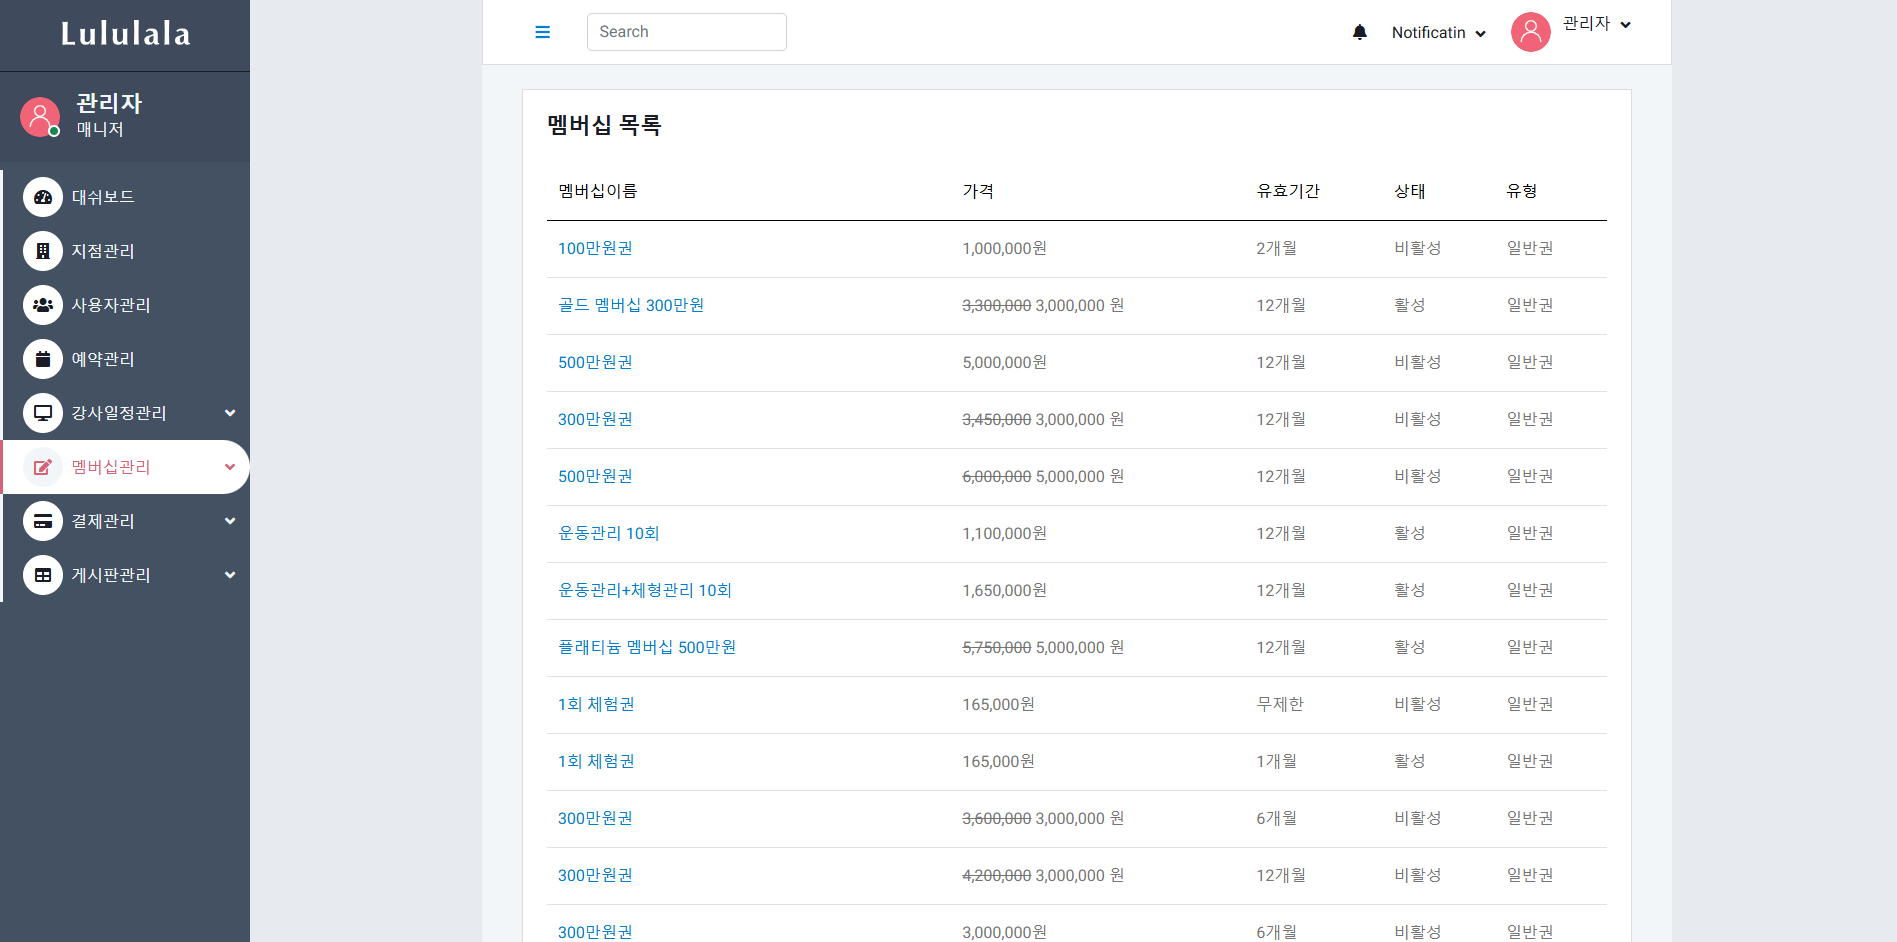 Lululala
관리자
매니저
대쉬보드
지점관리
사용자관리
예약관리
강사일정관리
멤버십관리
결제관리
게시판관리
Search
Notificatin
관리자
멤버십 목록
멤버십이름 가격 유효기간 상태 유형
100만원권 1,000,000원 2개월 비활성 일반권
골드 멤버십 300만원 3,300,000 3,000,000 원 12개월 활성 일반권
500만원권 5,000,000원 12개월 비활성 일반권
300만원권 3,450,000 3,000,000 원 12개월 비활성 일반권
500만원권 6,000,000 5,000,000 원 12개월 비활성 일반권
운동관리 10회 1,100,000원 12개월 활성 일반권
운동관리+체형관리 10회 1,650,000원 12개월 활성 일반권
플래티늄 멤버십 500만원 5,750,000 5,000,000 원 12개월 활성 일반권
1회 체험권 165,000원 무제한 비활성 일반권
1회 체험권 165,000원 1개월 활성 일반권
300만원권 3,600,000 3,000,000 원 6개월 비활성 일반권
300만원권 4,200,000 3,000,000 원 12개월 비활성 일반권
300만원권 3,000,000원 6개월 비활성 일반권